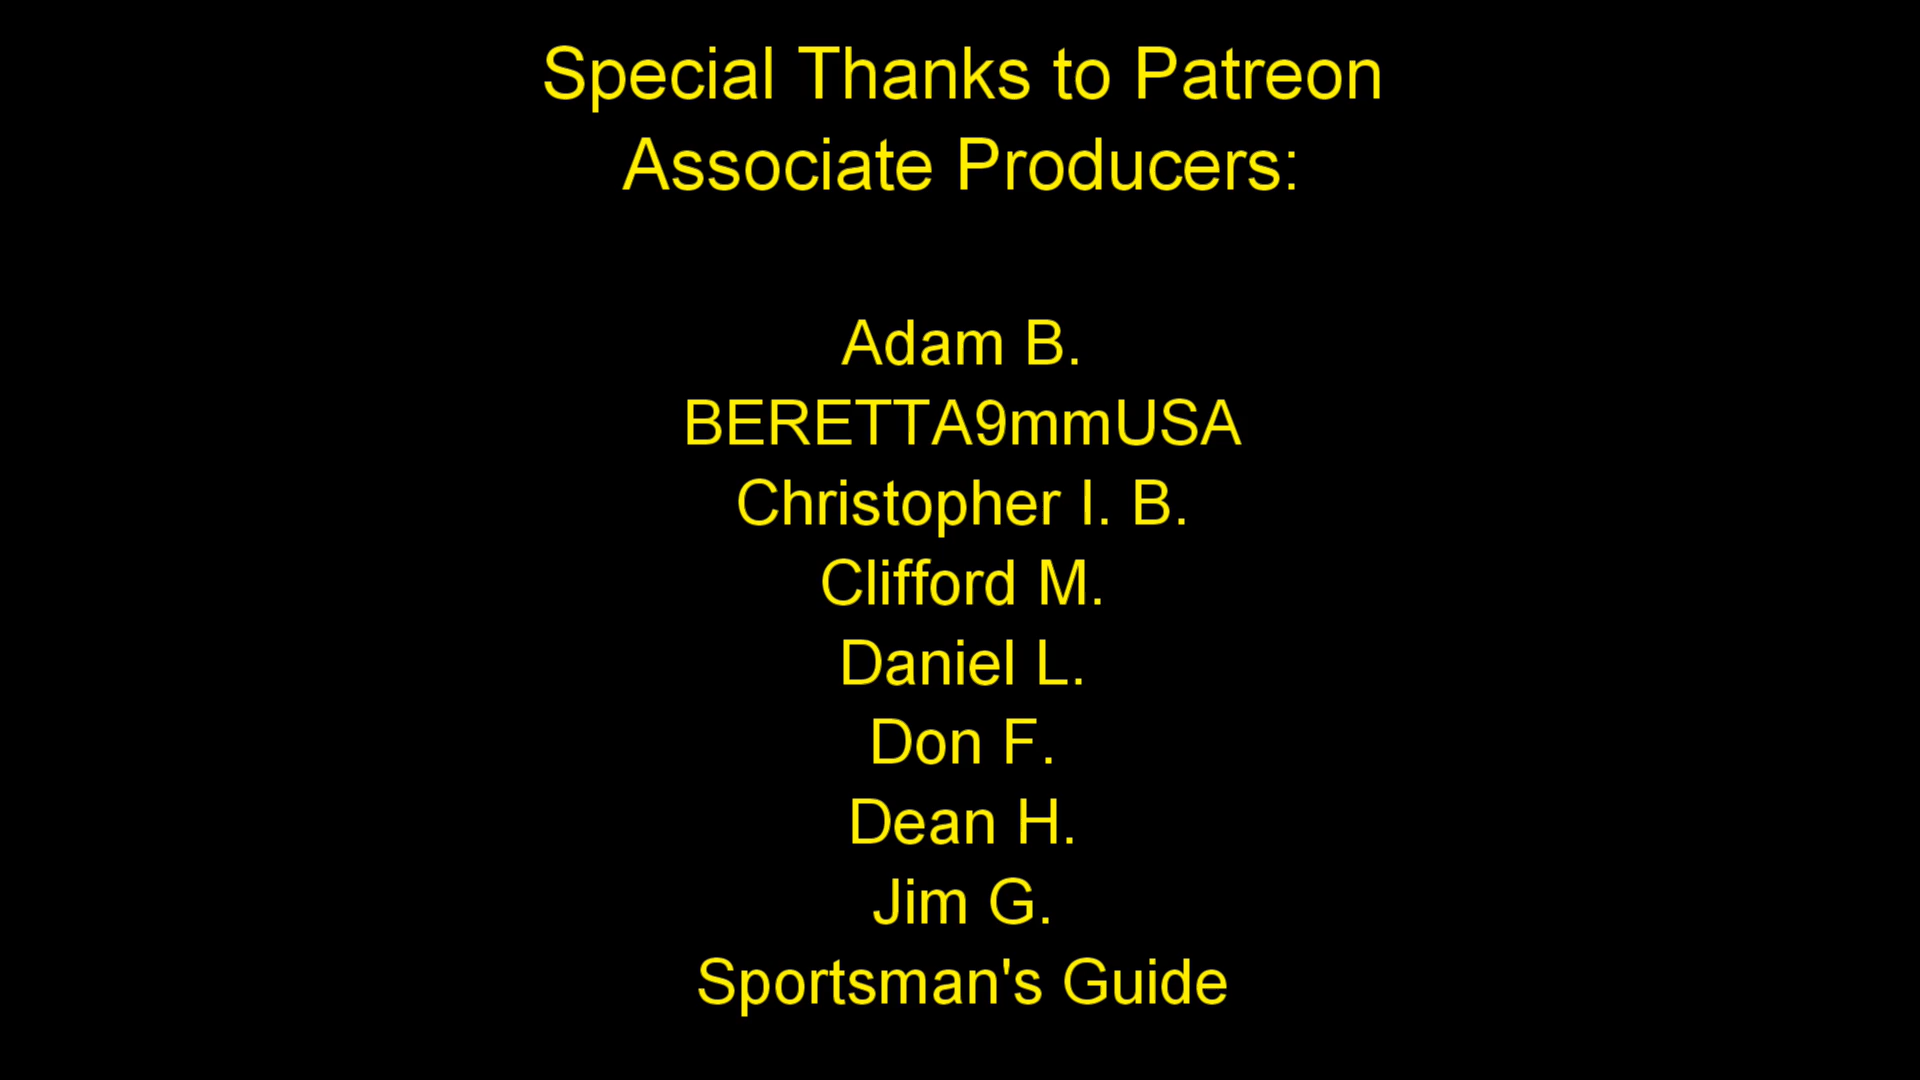 Special Thanks to Patreon
Associate Producers:
Adam B.
BERETTA9mmUSA
Christopher I. B.
Clifford M.
Daniel L.
Don F.
Dean H.
Jim G.
Sportsman's Guide